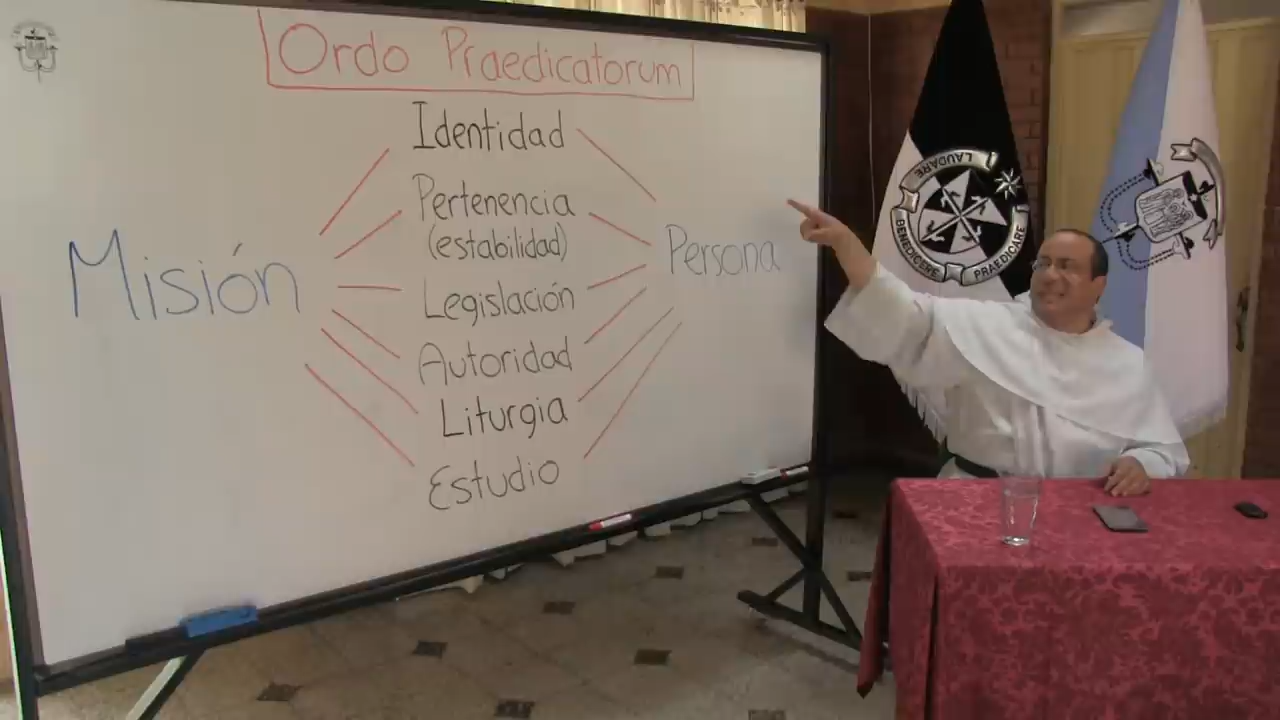 Ordo Praedicatorum
Identidad
Pertenencia
(estabilidad)
Misión
Persona
Legislación
Autoridad
Liturgia
Estudio
LAUDARE
BENEDICERE
PRAEDICARE